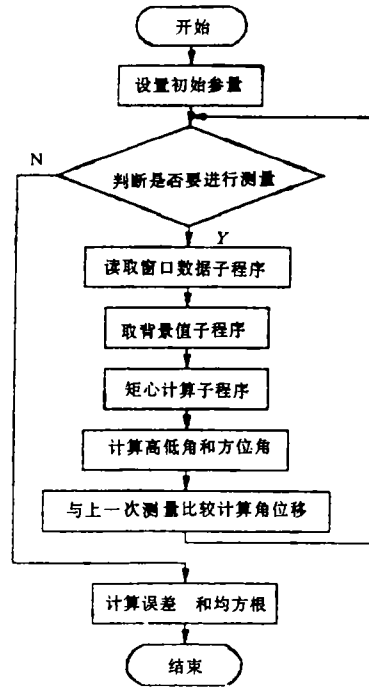 开始
设置初始参量
N
判断是否要进行测量
Y
读取窗口数据子程序
取背景值子程序
矩心计算子程序
计算高低角和方位角
与上一次测量比较计算角位移
计算误差 和均方根
结束